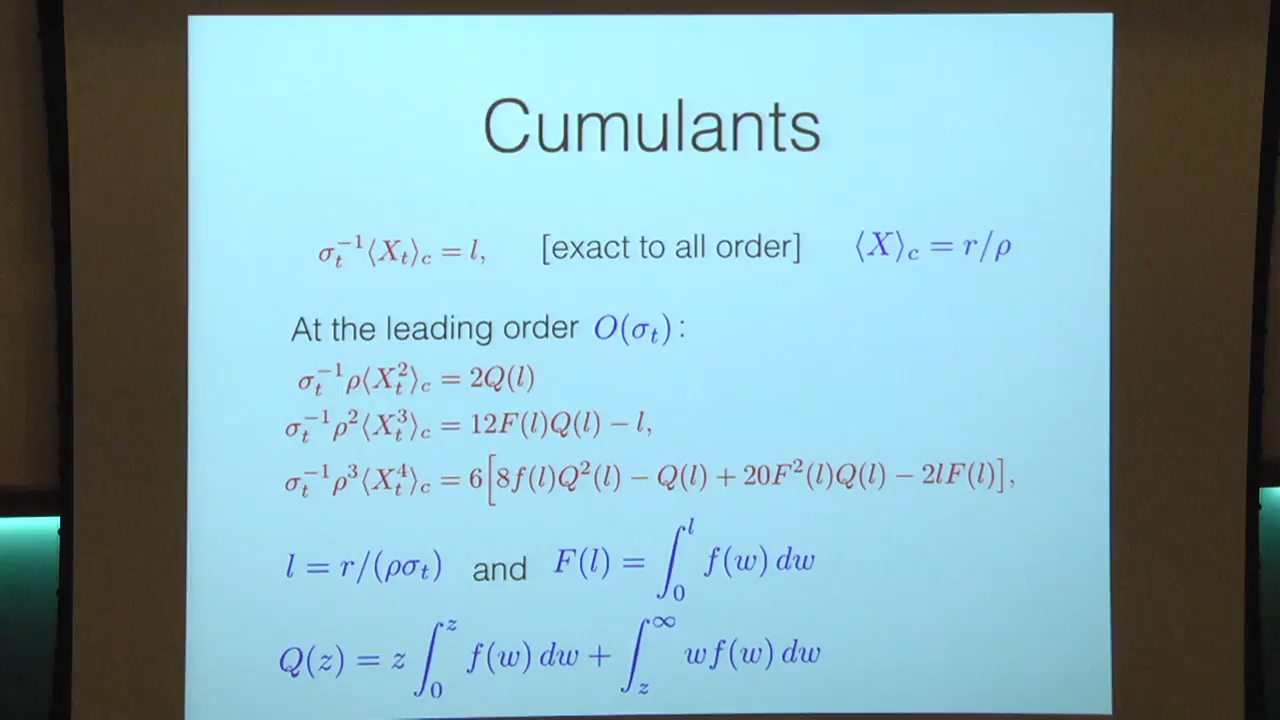 Cumulants
σ_t^{-1}⟨X_t⟩_c = l, [exact to all order] ⟨X⟩_c = r/ρ
At the leading order O(σ_t):
σ_t^{-1}ρ⟨X_t^2⟩_c = 2Q(l)
σ_t^{-1}ρ^2⟨X_t^3⟩_c = 12F(l)Q(l) − l,
σ_t^{-1}ρ^3⟨X_t^4⟩_c = 6[8f(l)Q^2(l) − Q(l) + 20F^2(l)Q(l) − 2lF(l)],
l = r/(ρσ_t) and F(l) = ∫_0^l f(w) dw
Q(z) = z ∫_0^z f(w) dw + ∫_z^∞ wf(w) dw